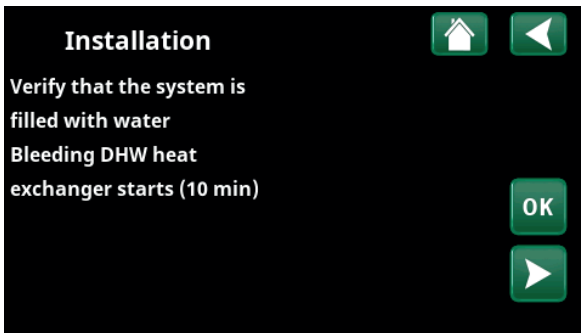 Installation
Verify that the system is
filled with water
Bleeding DHW heat
exchanger starts (10 min)
OK